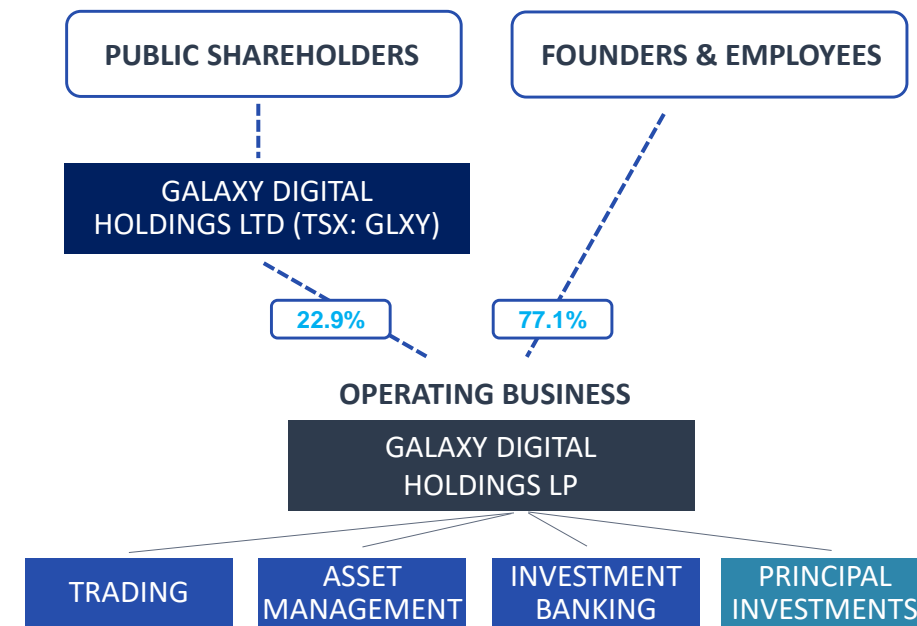 PUBLIC SHAREHOLDERS
FOUNDERS & EMPLOYEES
GALAXY DIGITAL
HOLDINGS LTD (TSX: GLXY)
22.9%
77.1%
OPERATING BUSINESS
GALAXY DIGITAL
HOLDINGS LP
TRADING
ASSET
MANAGEMENT
INVESTMENT
BANKING
PRINCIPAL
INVESTMENTS